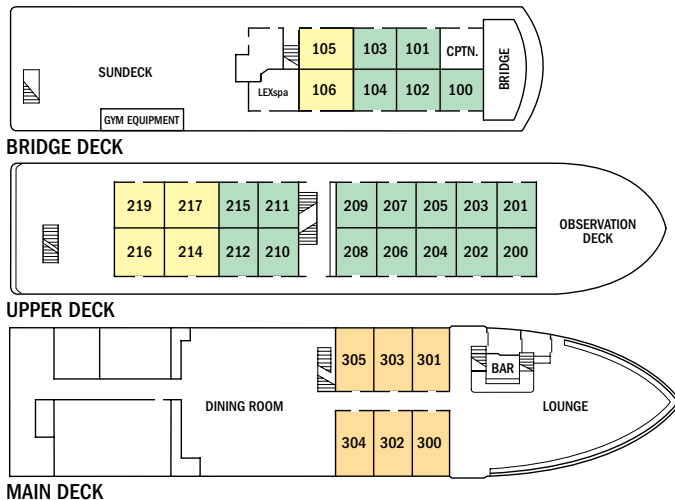 105 103 101 CPTN.
SUNDECK
BRIDGE
LEXspa 106 104 102 100
GYM EQUIPMENT
BRIDGE DECK
219 217 215 211 209 207 205 203 201
OBSERVATION
DECK
216 214 212 210 208 206 204 202 200
UPPER DECK
305 303 301
BAR
DINING ROOM
LOUNGE
304 302 300
MAIN DECK